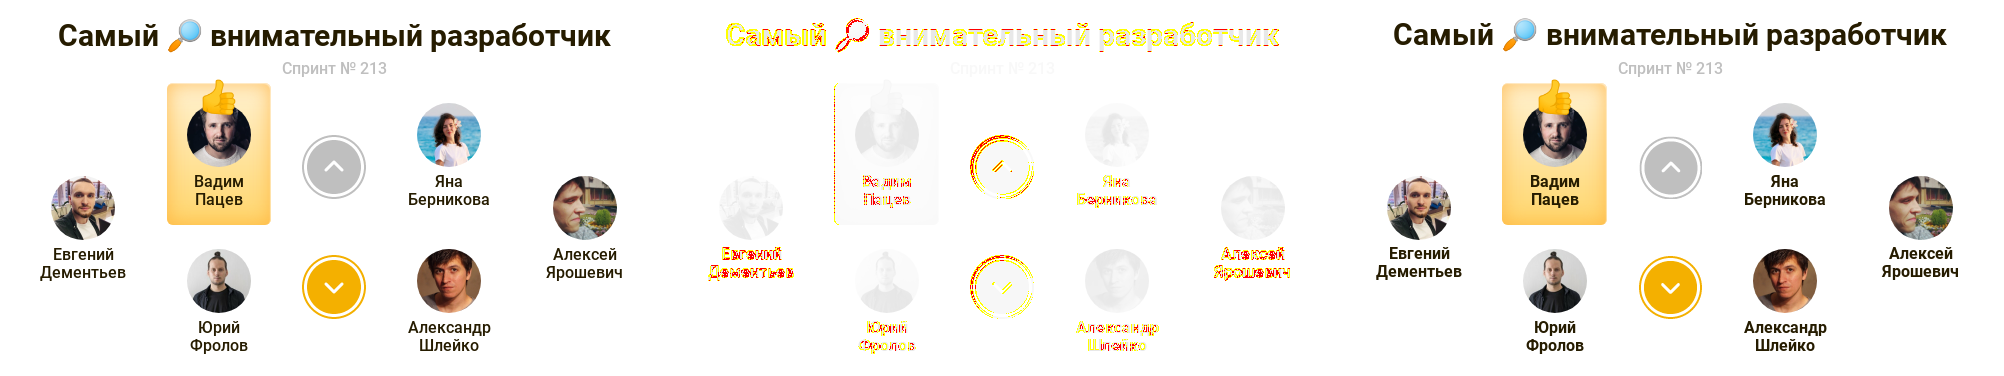 Самый 🔎 внимательный разработчик
Спринт № 213
Вадим
Пацев
Яна
Берникова
Евгений
Дементьев
Алексей
Ярошевич
Юрий
Фролов
Александр
Шлейко
Самый 🔎 внимательный разработчик
Спринт № 213
Вадим
Пацев
Яна
Берникова
Евгений
Дементьев
Алексей
Ярошевич
Юрий
Фролов
Александр
Шлейко
Самый 🔎 внимательный разработчик
Спринт № 213
Вадим
Пацев
Яна
Берникова
Евгений
Дементьев
Алексей
Ярошевич
Юрий
Фролов
Александр
Шлейко